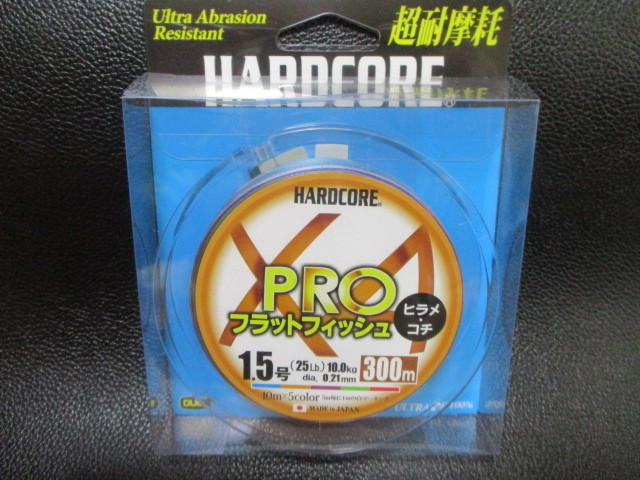 Ultra Abrasion
Resistant
超耐摩耗
HARDCORE®
HARDCORE®
X4
PRO
フラットフィッシュ
ヒラメ・
コチ
1.5号
(25Lb.) 10.0kg
dia. 0.21mm
300m
10m×5color
MADE in JAPAN
100%